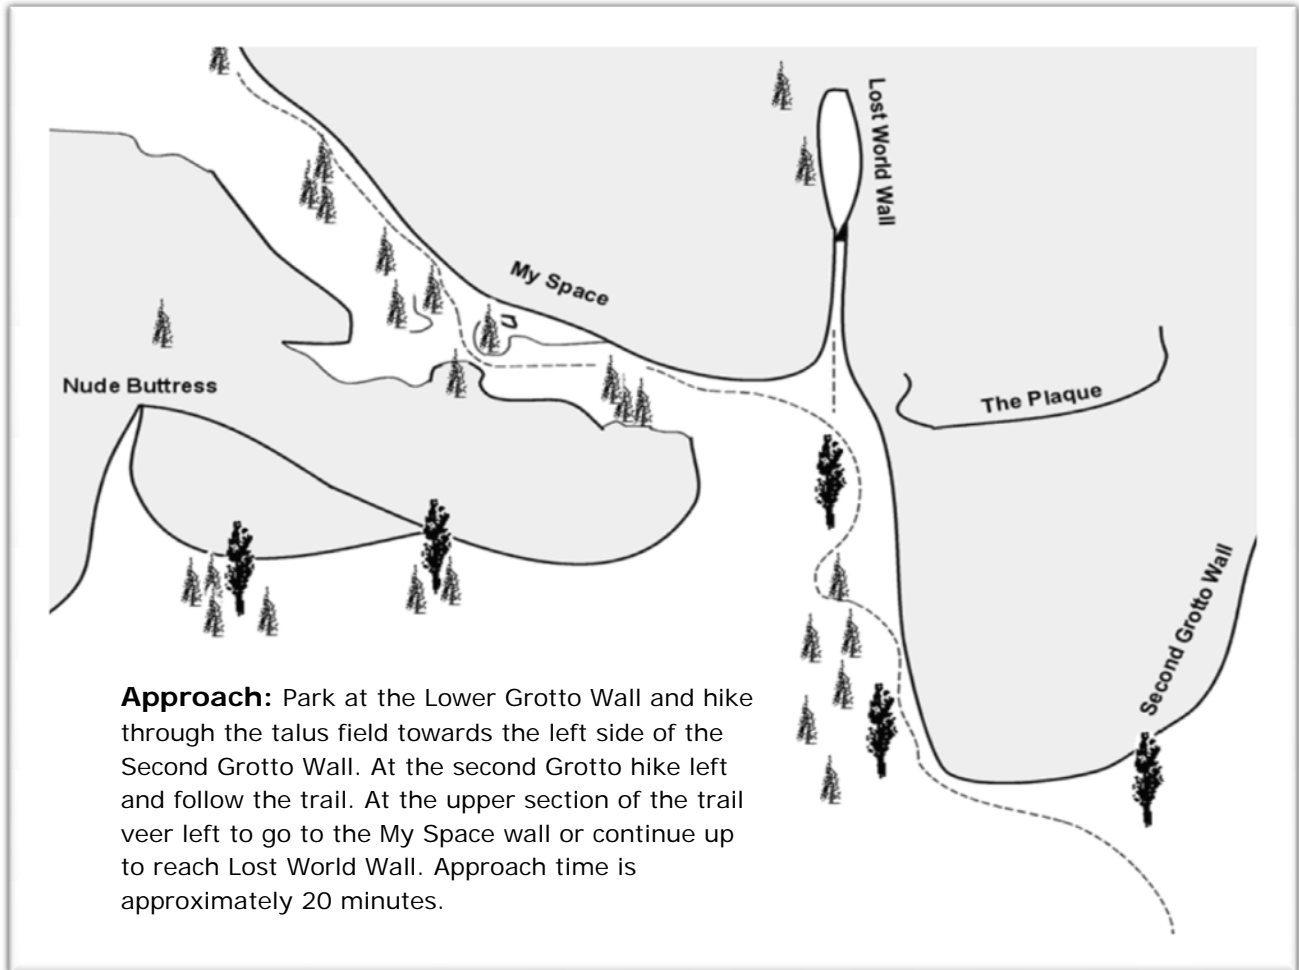 Lost World Wall
My Space
Nude Buttress
The Plaque
Second Grotto Wall
Approach: Park at the Lower Grotto Wall and hike
through the talus field towards the left side of the
Second Grotto Wall. At the second Grotto hike left
and follow the trail. At the upper section of the trail
veer left to go to the My Space wall or continue up
to reach Lost World Wall. Approach time is
approximately 20 minutes.